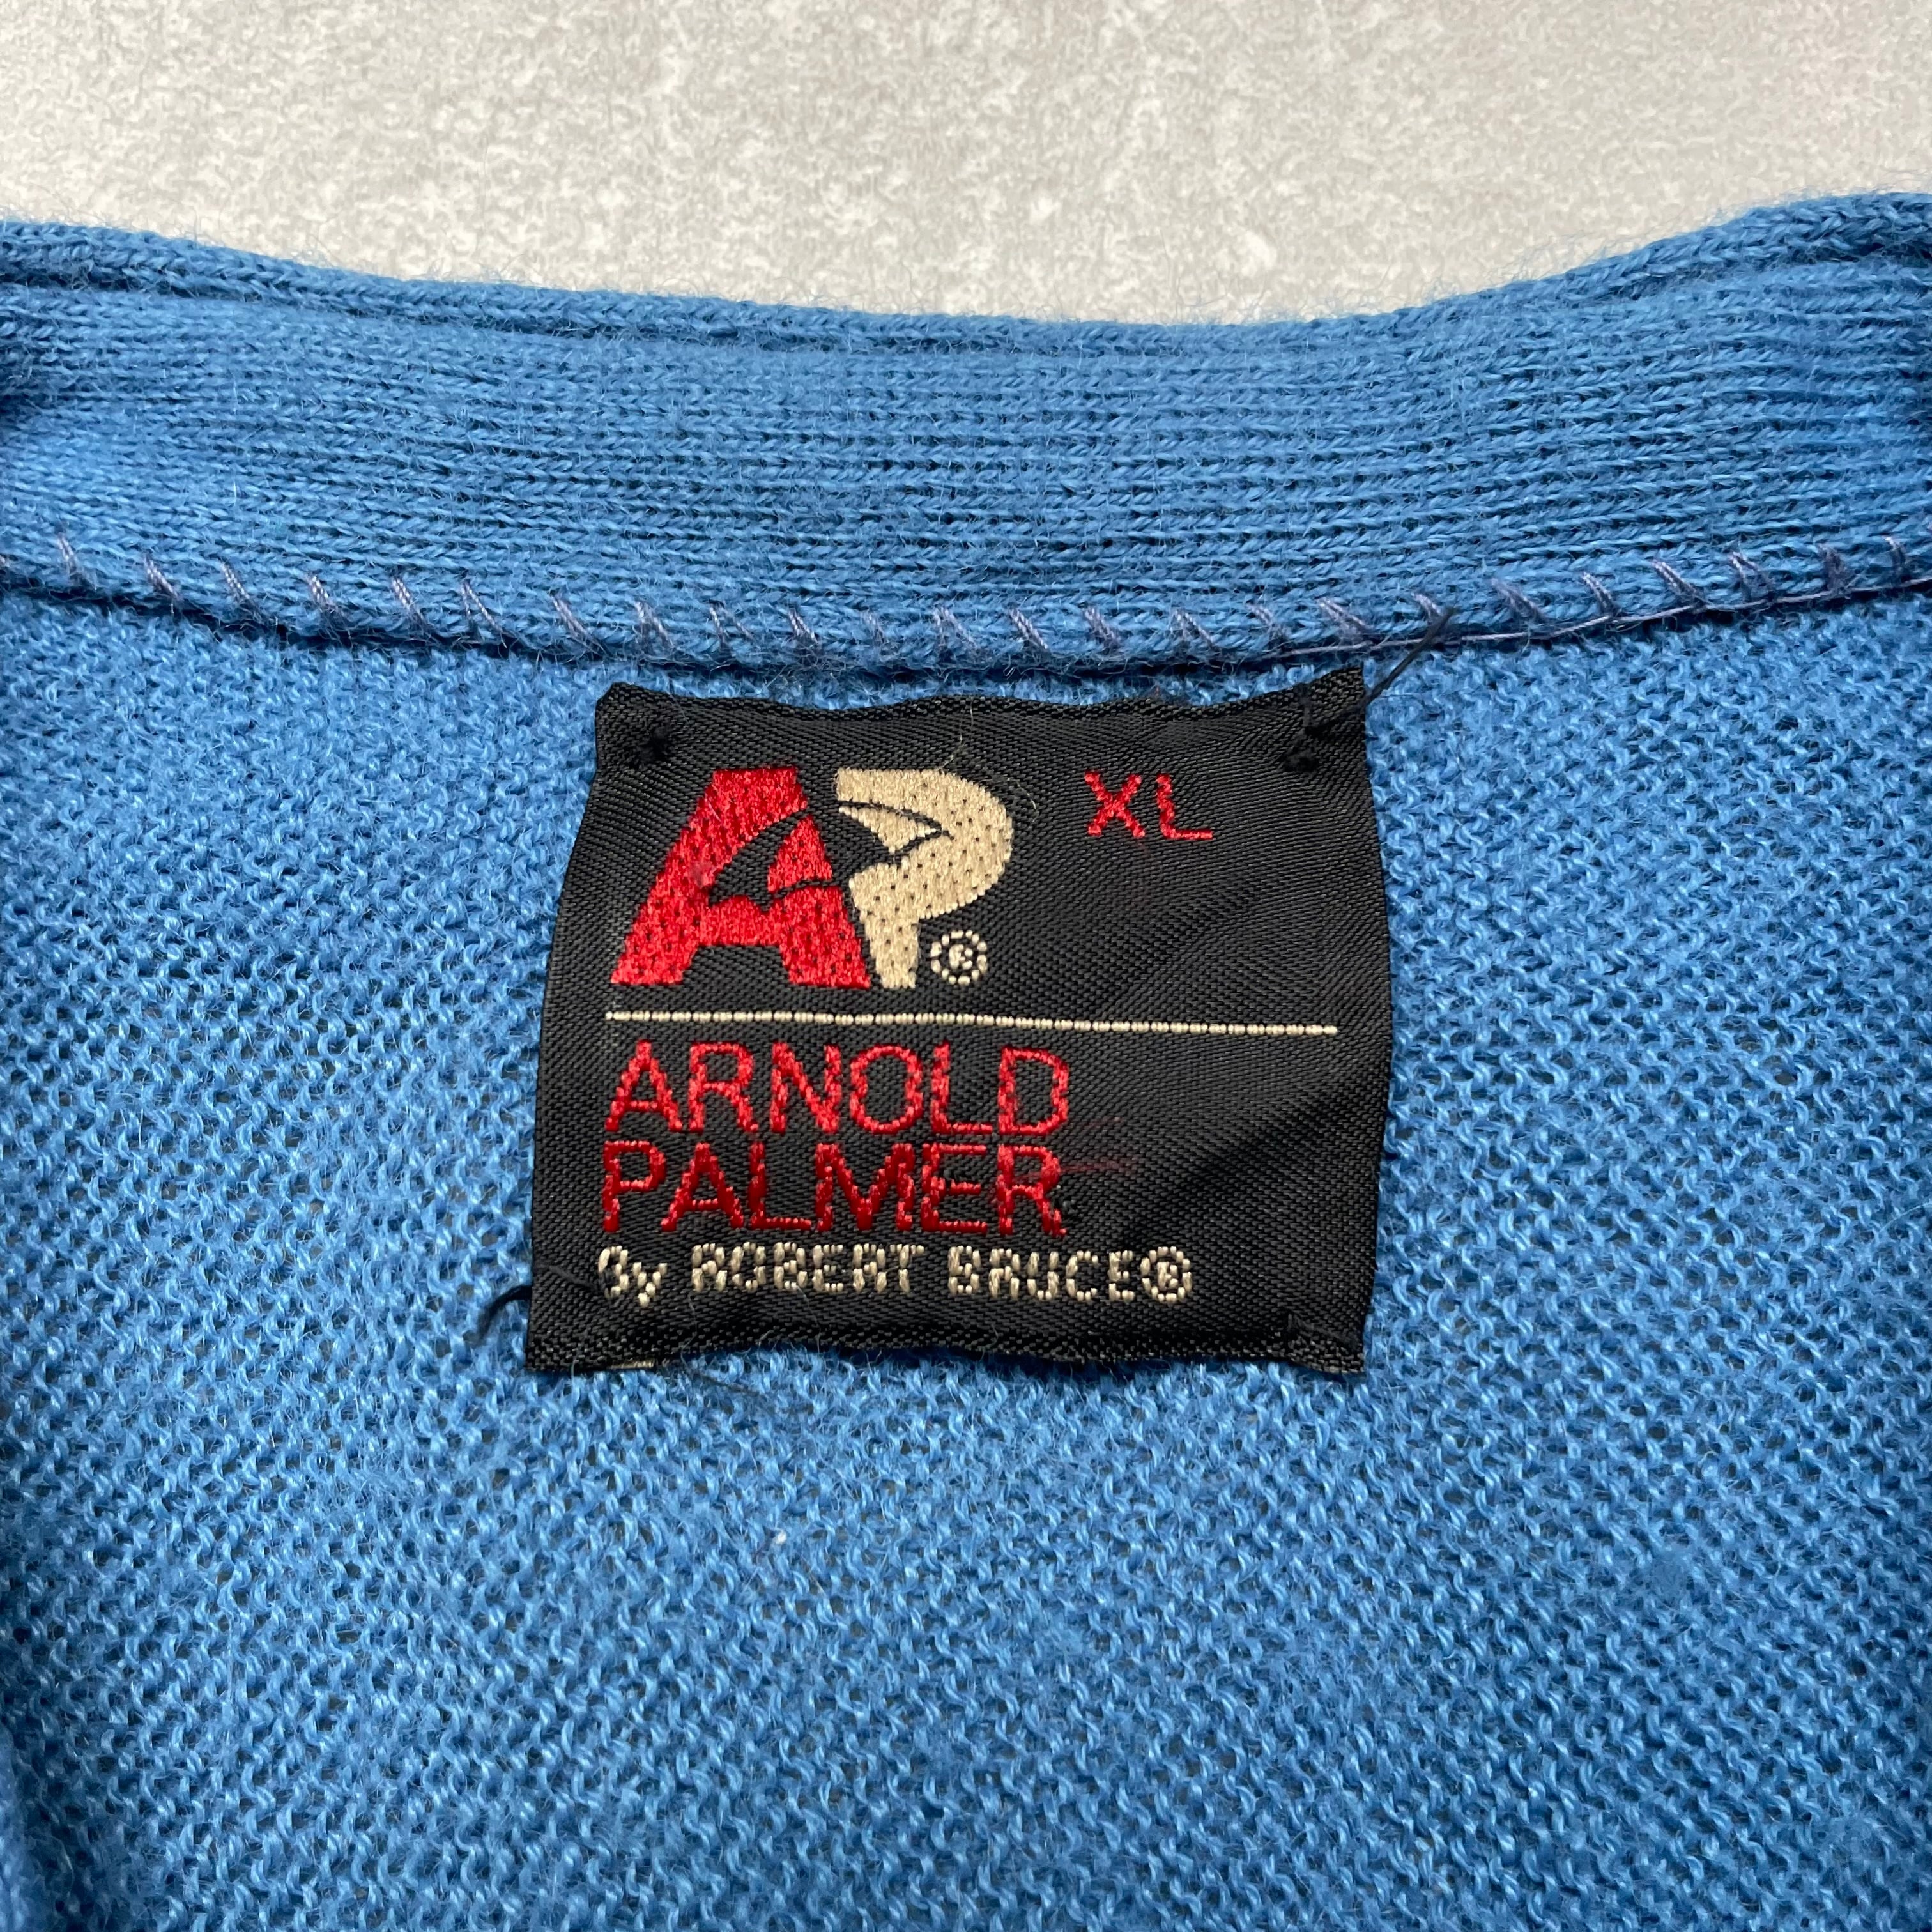 AP® XL
ARNOLD
PALMER
By ROBERT BRUCE®